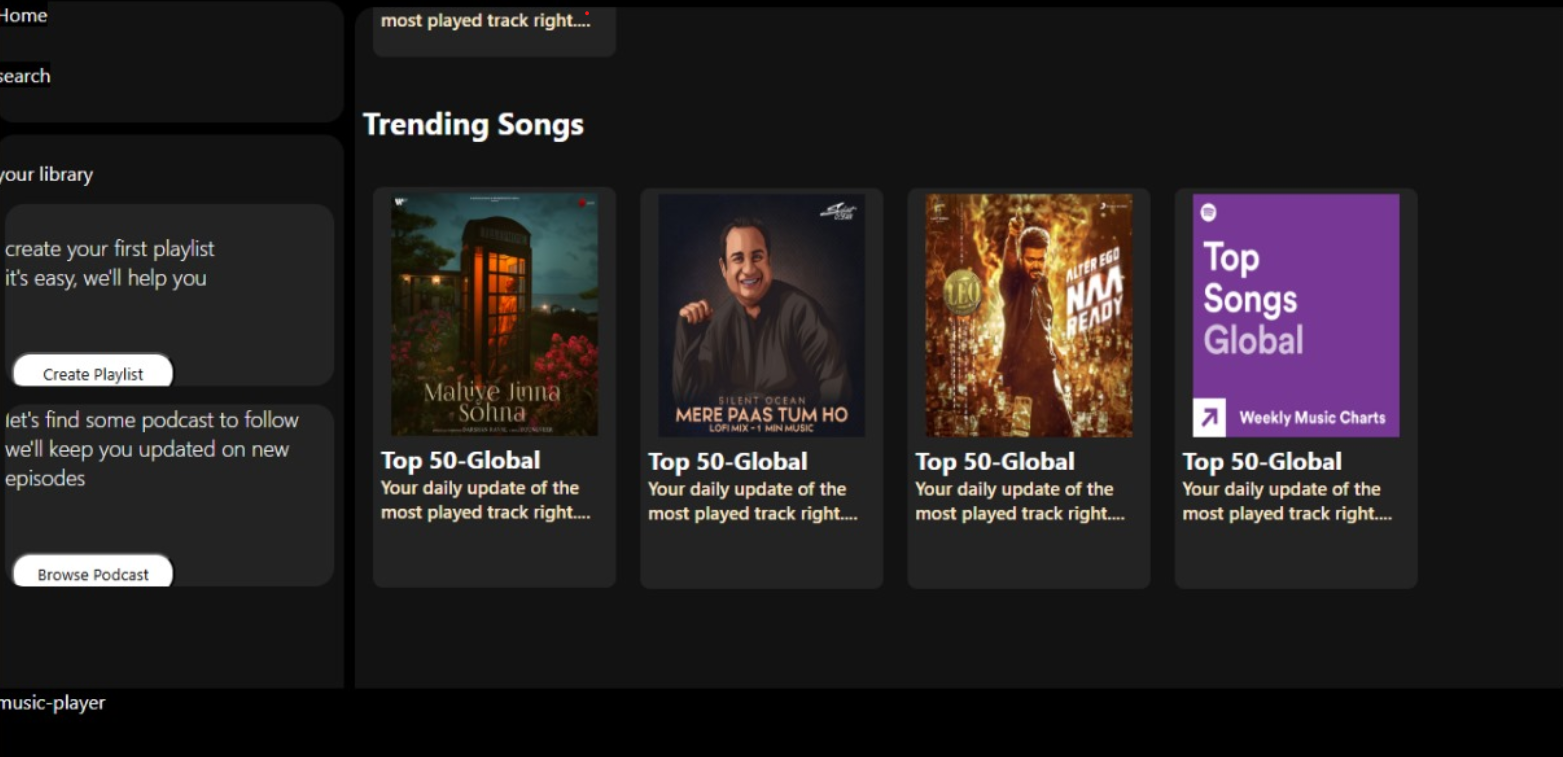 Home
search
your library
create your first playlist
it's easy, we'll help you
Create Playlist
let's find some podcast to follow
we'll keep you updated on new
episodes
Browse Podcast
most played track right....
Trending Songs
TELEPHONE
Mahiye Jinna
Sohna
Top 50-Global
Your daily update of the
most played track right....
Silent
OCEAN
SILENT OCEAN
MERE PAAS TUM HO
LOFI MIX - 1 MIN MUSIC
Top 50-Global
Your daily update of the
most played track right....
LEO
ALTER EGO
NAA
READY
Top 50-Global
Your daily update of the
most played track right....
Top
Songs
Global
Weekly Music Charts
Top 50-Global
Your daily update of the
most played track right....
music-player